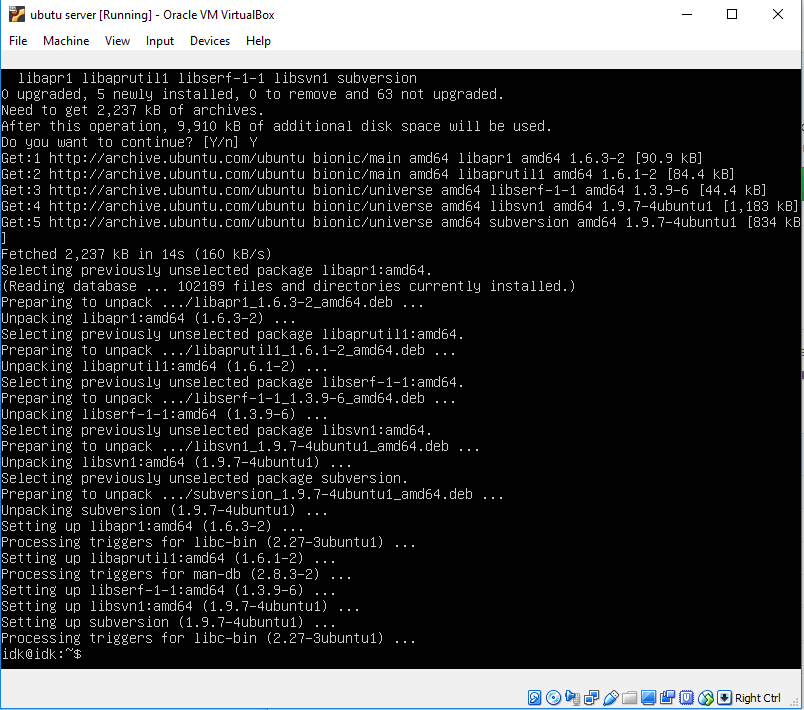 ubutu server [Running] - Oracle VM VirtualBox
File Machine View Input Devices Help
libapr1 libaprutil1 libserf-1-1 libsvn1 subversion
0 upgraded, 5 newly installed, 0 to remove and 63 not upgraded.
Need to get 2,237 kB of archives.
After this operation, 9,910 kB of additional disk space will be used.
Do you want to continue? [Y/n] Y
Get:1 http://archive.ubuntu.com/ubuntu bionic/main amd64 libapr1 amd64 1.6.3-2 [90.9 kB]
Get:2 http://archive.ubuntu.com/ubuntu bionic/main amd64 libaprutil1 amd64 1.6.1-2 [84.4 kB]
Get:3 http://archive.ubuntu.com/ubuntu bionic/universe amd64 libserf-1-1 amd64 1.3.9-6 [44.4 kB]
Get:4 http://archive.ubuntu.com/ubuntu bionic/universe amd64 libsvn1 amd64 1.9.7-4ubuntu1 [1,183 kB]
Get:5 http://archive.ubuntu.com/ubuntu bionic/universe amd64 subversion amd64 1.9.7-4ubuntu1 [834 kB
]
Fetched 2,237 kB in 14s (160 kB/s)
Selecting previously unselected package libapr1:amd64.
(Reading database ... 102189 files and directories currently installed.)
Preparing to unpack .../libapr1_1.6.3-2_amd64.deb ...
Unpacking libapr1:amd64 (1.6.3-2) ...
Selecting previously unselected package libaprutil1:amd64.
Preparing to unpack .../libaprutil1_1.6.1-2_amd64.deb ...
Unpacking libaprutil1:amd64 (1.6.1-2) ...
Selecting previously unselected package libserf-1-1:amd64.
Preparing to unpack .../libserf-1-1_1.3.9-6_amd64.deb ...
Unpacking libserf-1-1:amd64 (1.3.9-6) ...
Selecting previously unselected package libsvn1:amd64.
Preparing to unpack .../libsvn1_1.9.7-4ubuntu1_amd64.deb ...
Unpacking libsvn1:amd64 (1.9.7-4ubuntu1) ...
Selecting previously unselected package subversion.
Preparing to unpack .../subversion_1.9.7-4ubuntu1_amd64.deb ...
Unpacking subversion (1.9.7-4ubuntu1) ...
Setting up libapr1:amd64 (1.6.3-2) ...
Processing triggers for libc-bin (2.27-3ubuntu1) ...
Setting up libaprutil1:amd64 (1.6.1-2) ...
Processing triggers for man-db (2.8.3-2) ...
Setting up libserf-1-1:amd64 (1.3.9-6) ...
Setting up libsvn1:amd64 (1.9.7-4ubuntu1) ...
Setting up subversion (1.9.7-4ubuntu1) ...
Processing triggers for libc-bin (2.27-3ubuntu1) ...
idk@idk:~$
Right Ctrl